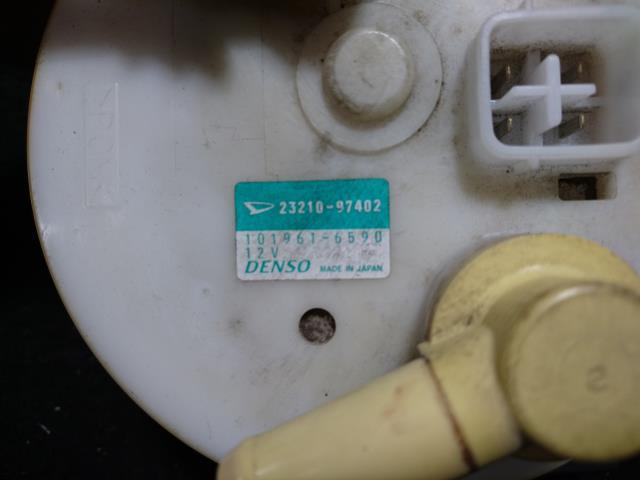 23210-97402
101961-6590
12V
DENSO MADE IN JAPAN